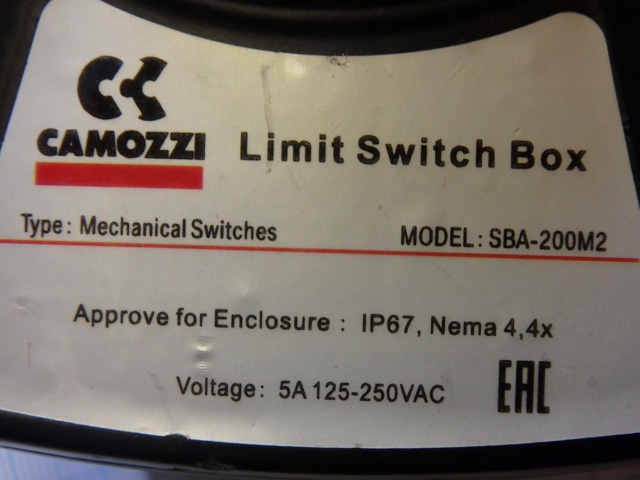 CAMOZZI
Limit Switch Box
Type: Mechanical Switches
MODEL: SBA-200M2
Approve for Enclosure : IP67, Nema 4,4x
Voltage: 5A 125-250VAC
EAC